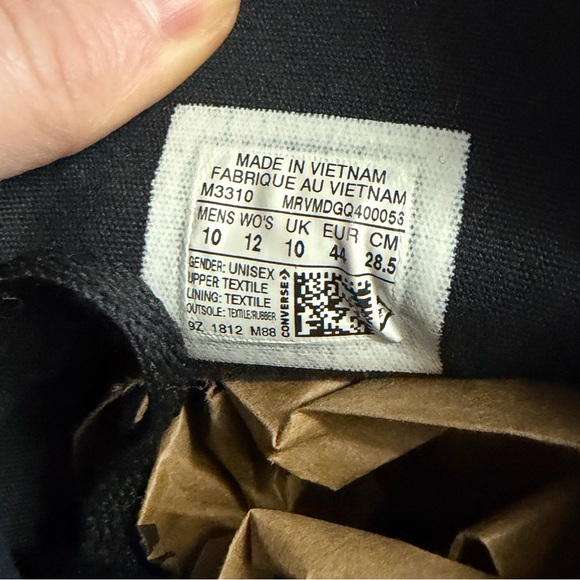 MADE IN VIETNAM
FABRIQUE AU VIETNAM
M3310 MRVMDGQ400053
MENS WO'S UK EUR CM
10 12 10 44 28.5
GENDER: UNISEX
UPPER TEXTILE
LINING: TEXTILE
OUTSOLE: TEXTILE/RUBBER
9Z 1812 M88
CONVERSE